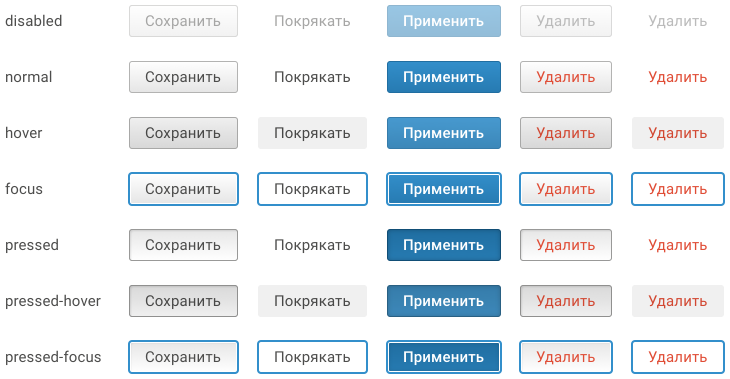 disabled Сохранить Покрякать Применить Удалить Удалить
normal Сохранить Покрякать Применить Удалить Удалить
hover Сохранить Покрякать Применить Удалить Удалить
focus Сохранить Покрякать Применить Удалить Удалить
pressed Сохранить Покрякать Применить Удалить Удалить
pressed-hover Сохранить Покрякать Применить Удалить Удалить
pressed-focus Сохранить Покрякать Применить Удалить Удалить